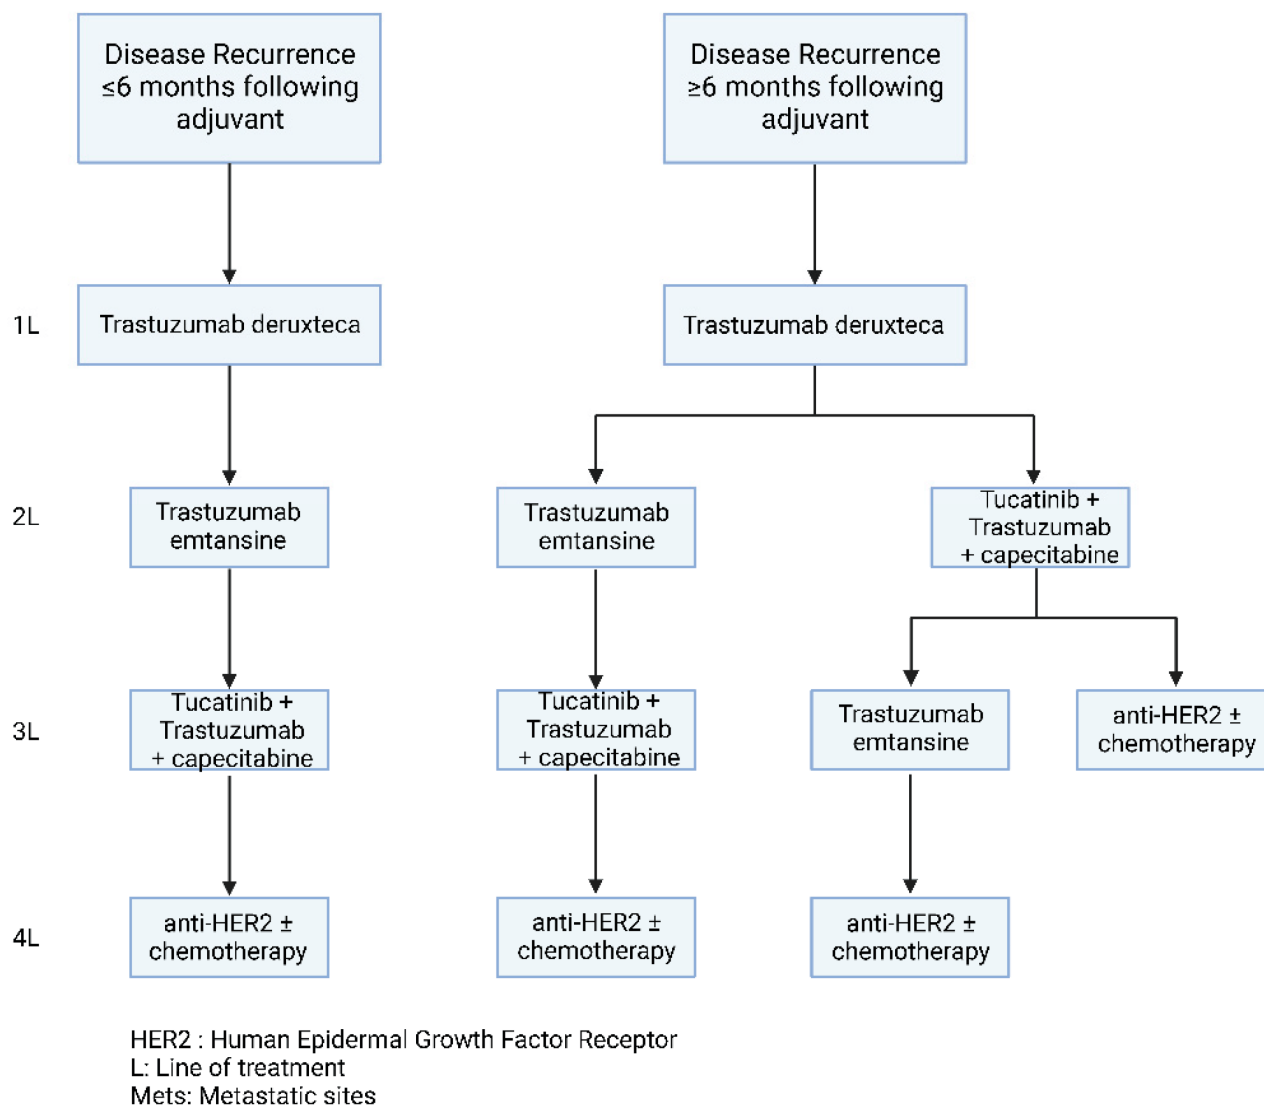 Disease Recurrence
≤6 months following
adjuvant
Disease Recurrence
≥6 months following
adjuvant
1L
Trastuzumab deruxteca
Trastuzumab deruxteca
2L
Trastuzumab
emtansine
Trastuzumab
emtansine
Tucatinib +
Trastuzumab
+ capecitabine
3L
Tucatinib +
Trastuzumab
+ capecitabine
Tucatinib +
Trastuzumab
+ capecitabine
Trastuzumab
emtansine
anti-HER2 ±
chemotherapy
4L
anti-HER2 ±
chemotherapy
anti-HER2 ±
chemotherapy
anti-HER2 ±
chemotherapy
HER2 : Human Epidermal Growth Factor Receptor
L: Line of treatment
Mets: Metastatic sites